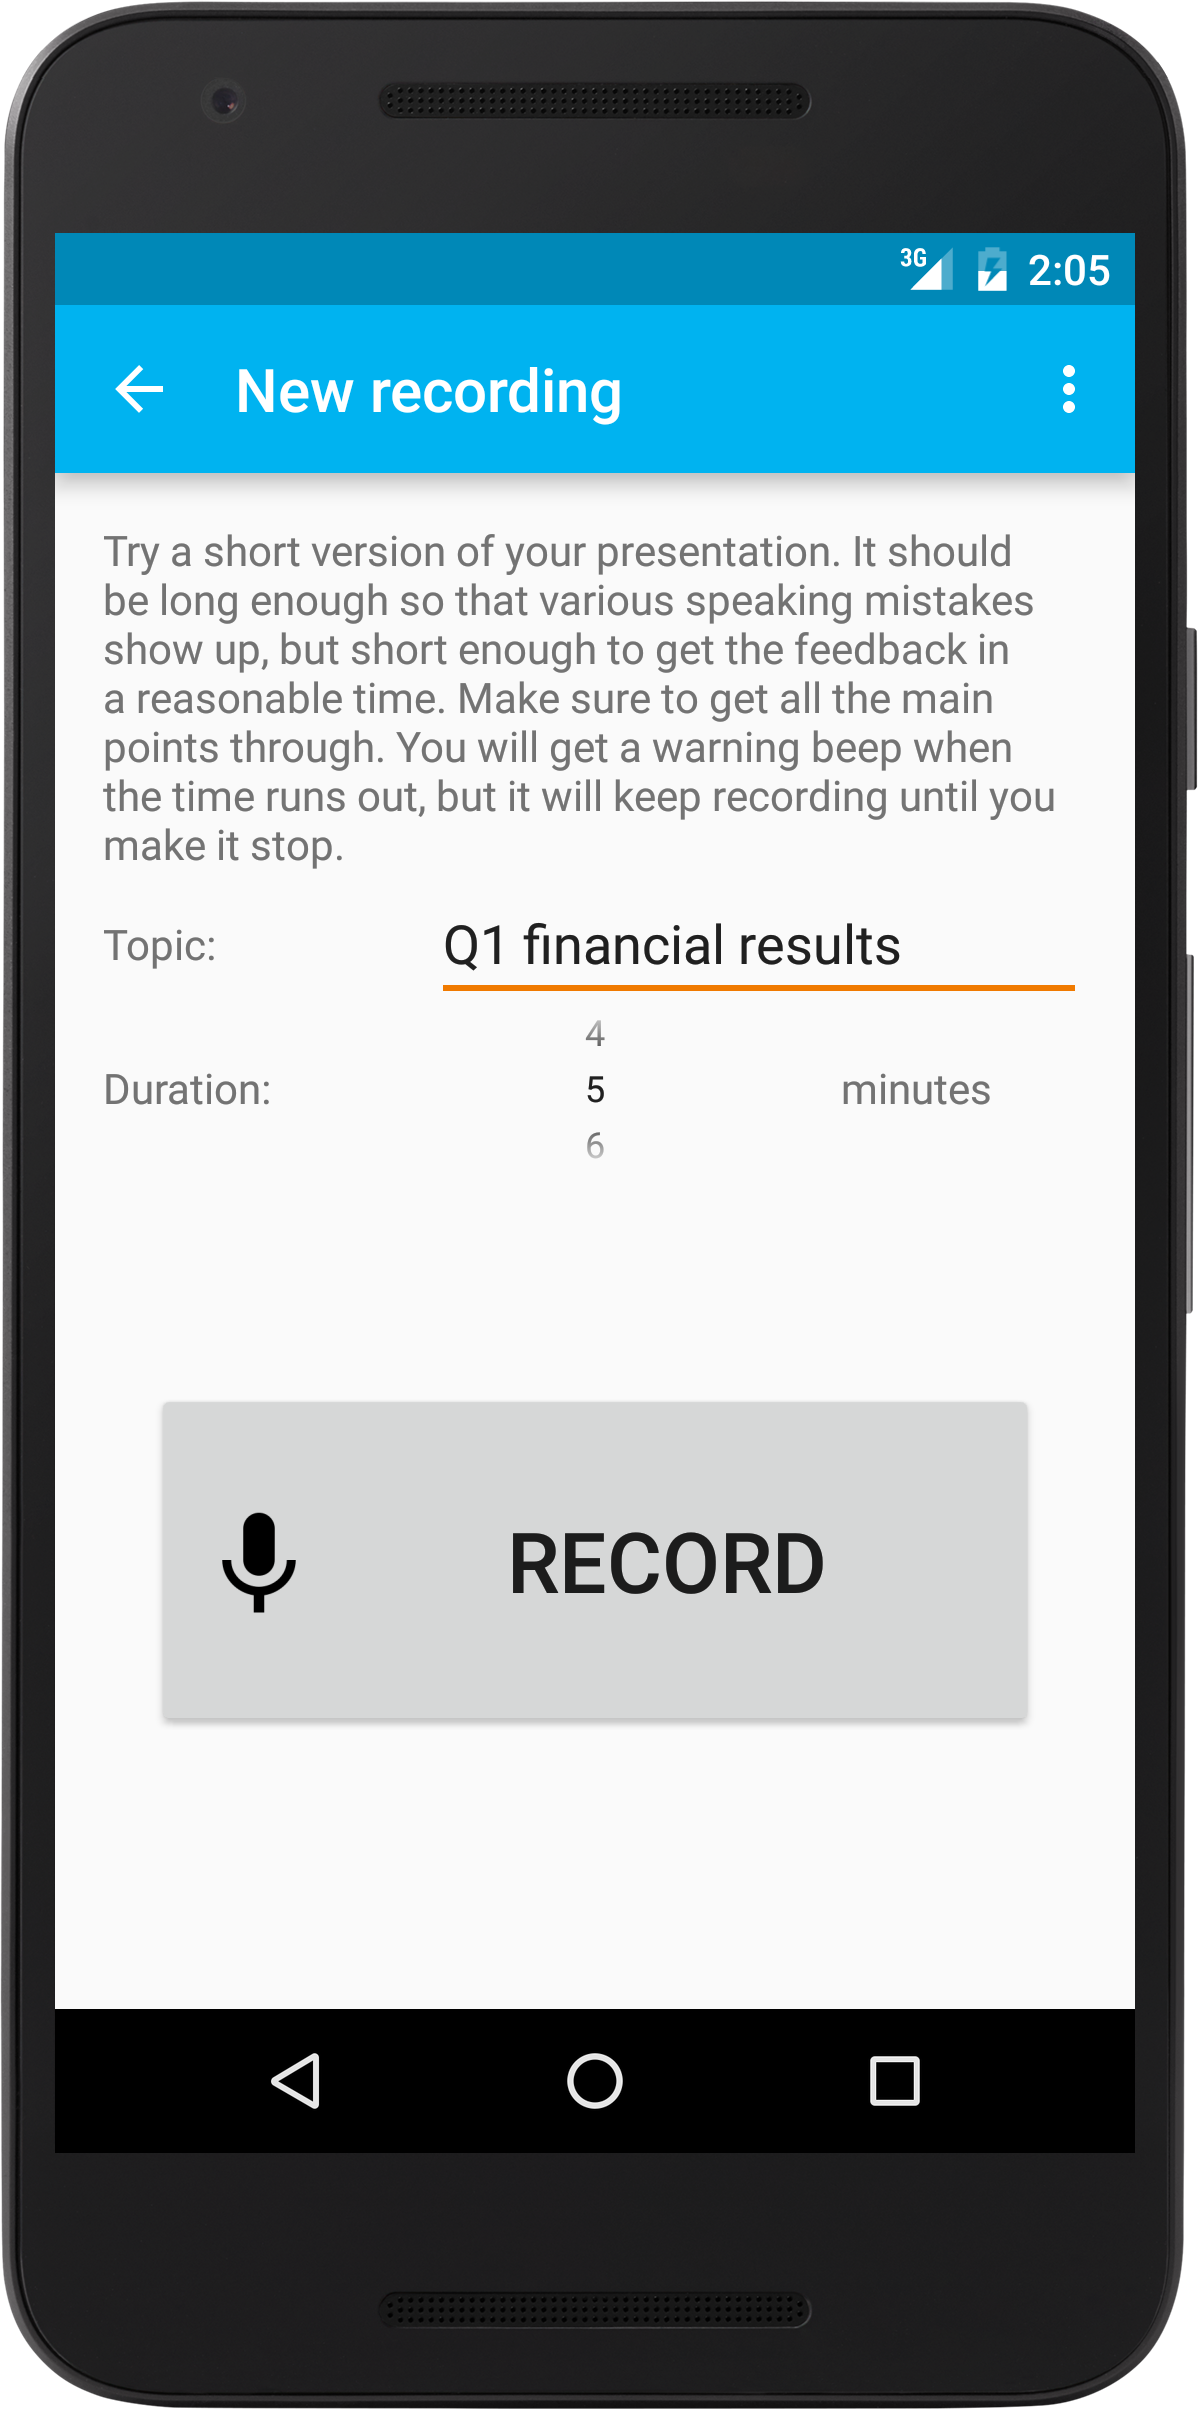 3G 2:05
New recording
Try a short version of your presentation. It should
be long enough so that various speaking mistakes
show up, but short enough to get the feedback in
a reasonable time. Make sure to get all the main
points through. You will get a warning beep when
the time runs out, but it will keep recording until you
make it stop.
Topic: Q1 financial results
4
Duration: 5 minutes
6
RECORD